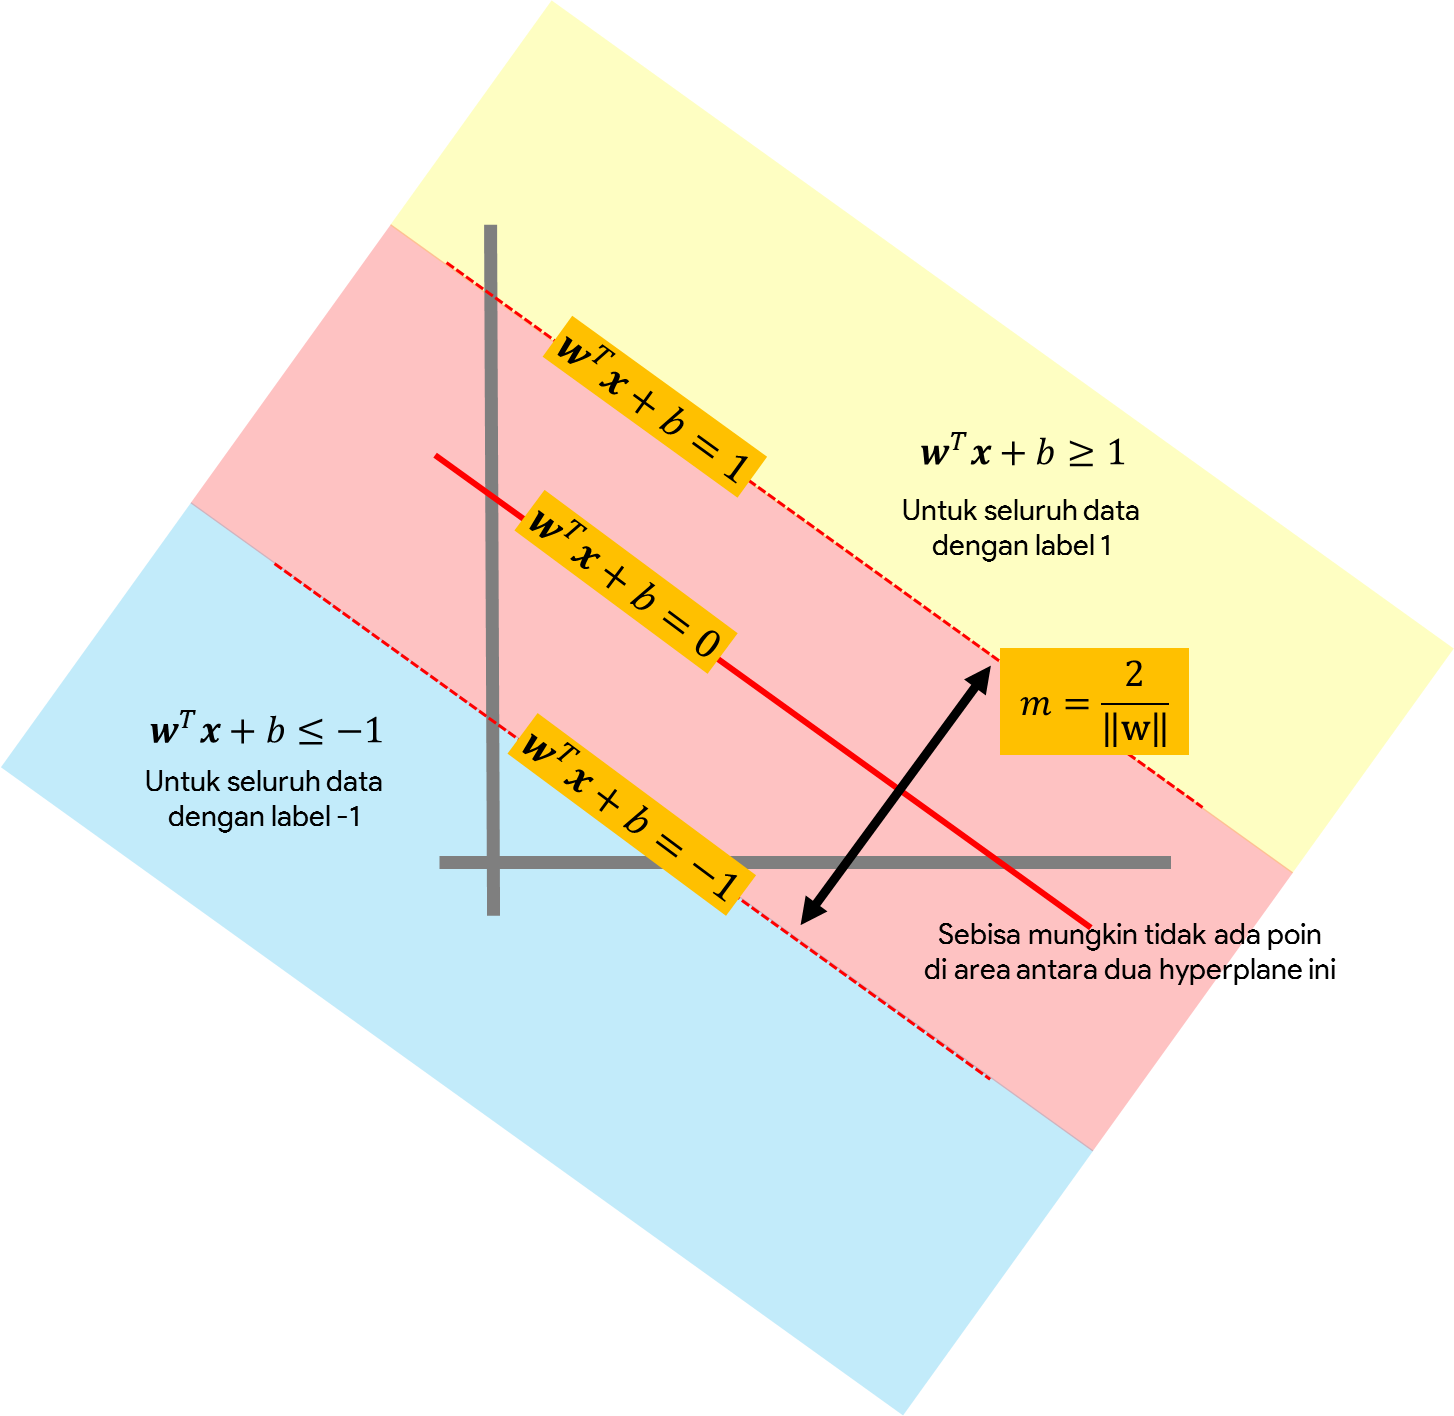 𝒘ᵀ𝒙 + b = 1
𝒘ᵀ𝒙 + b ≥ 1
Untuk seluruh data
dengan label 1
𝒘ᵀ𝒙 + b = 0
m = 2/‖w‖
𝒘ᵀ𝒙 + b ≤ −1
Untuk seluruh data
dengan label -1
𝒘ᵀ𝒙 + b = −1
Sebisa mungkin tidak ada poin
di area antara dua hyperplane ini